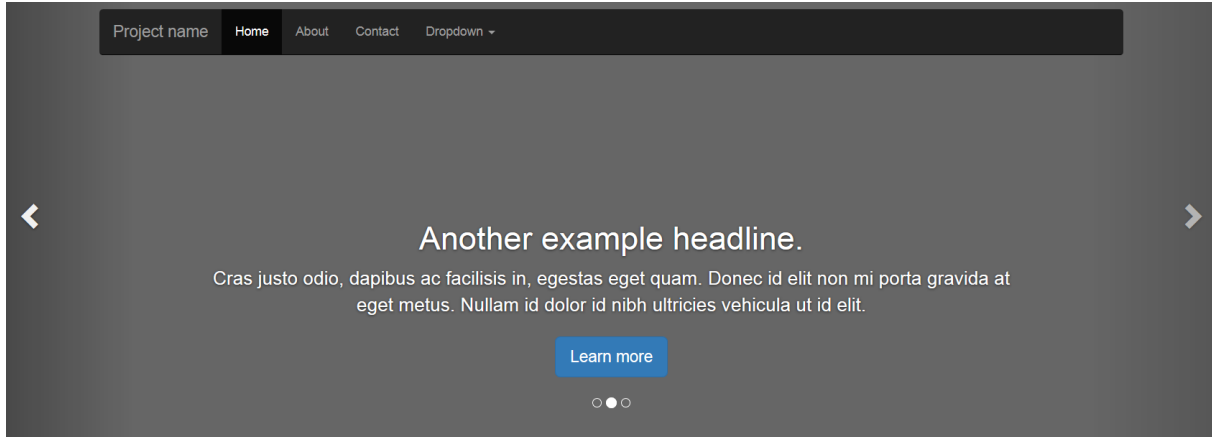 Project name Home About Contact Dropdown
Another example headline.
Cras justo odio, dapibus ac facilisis in, egestas eget quam. Donec id elit non mi porta gravida at
eget metus. Nullam id dolor id nibh ultricies vehicula ut id elit.
Learn more